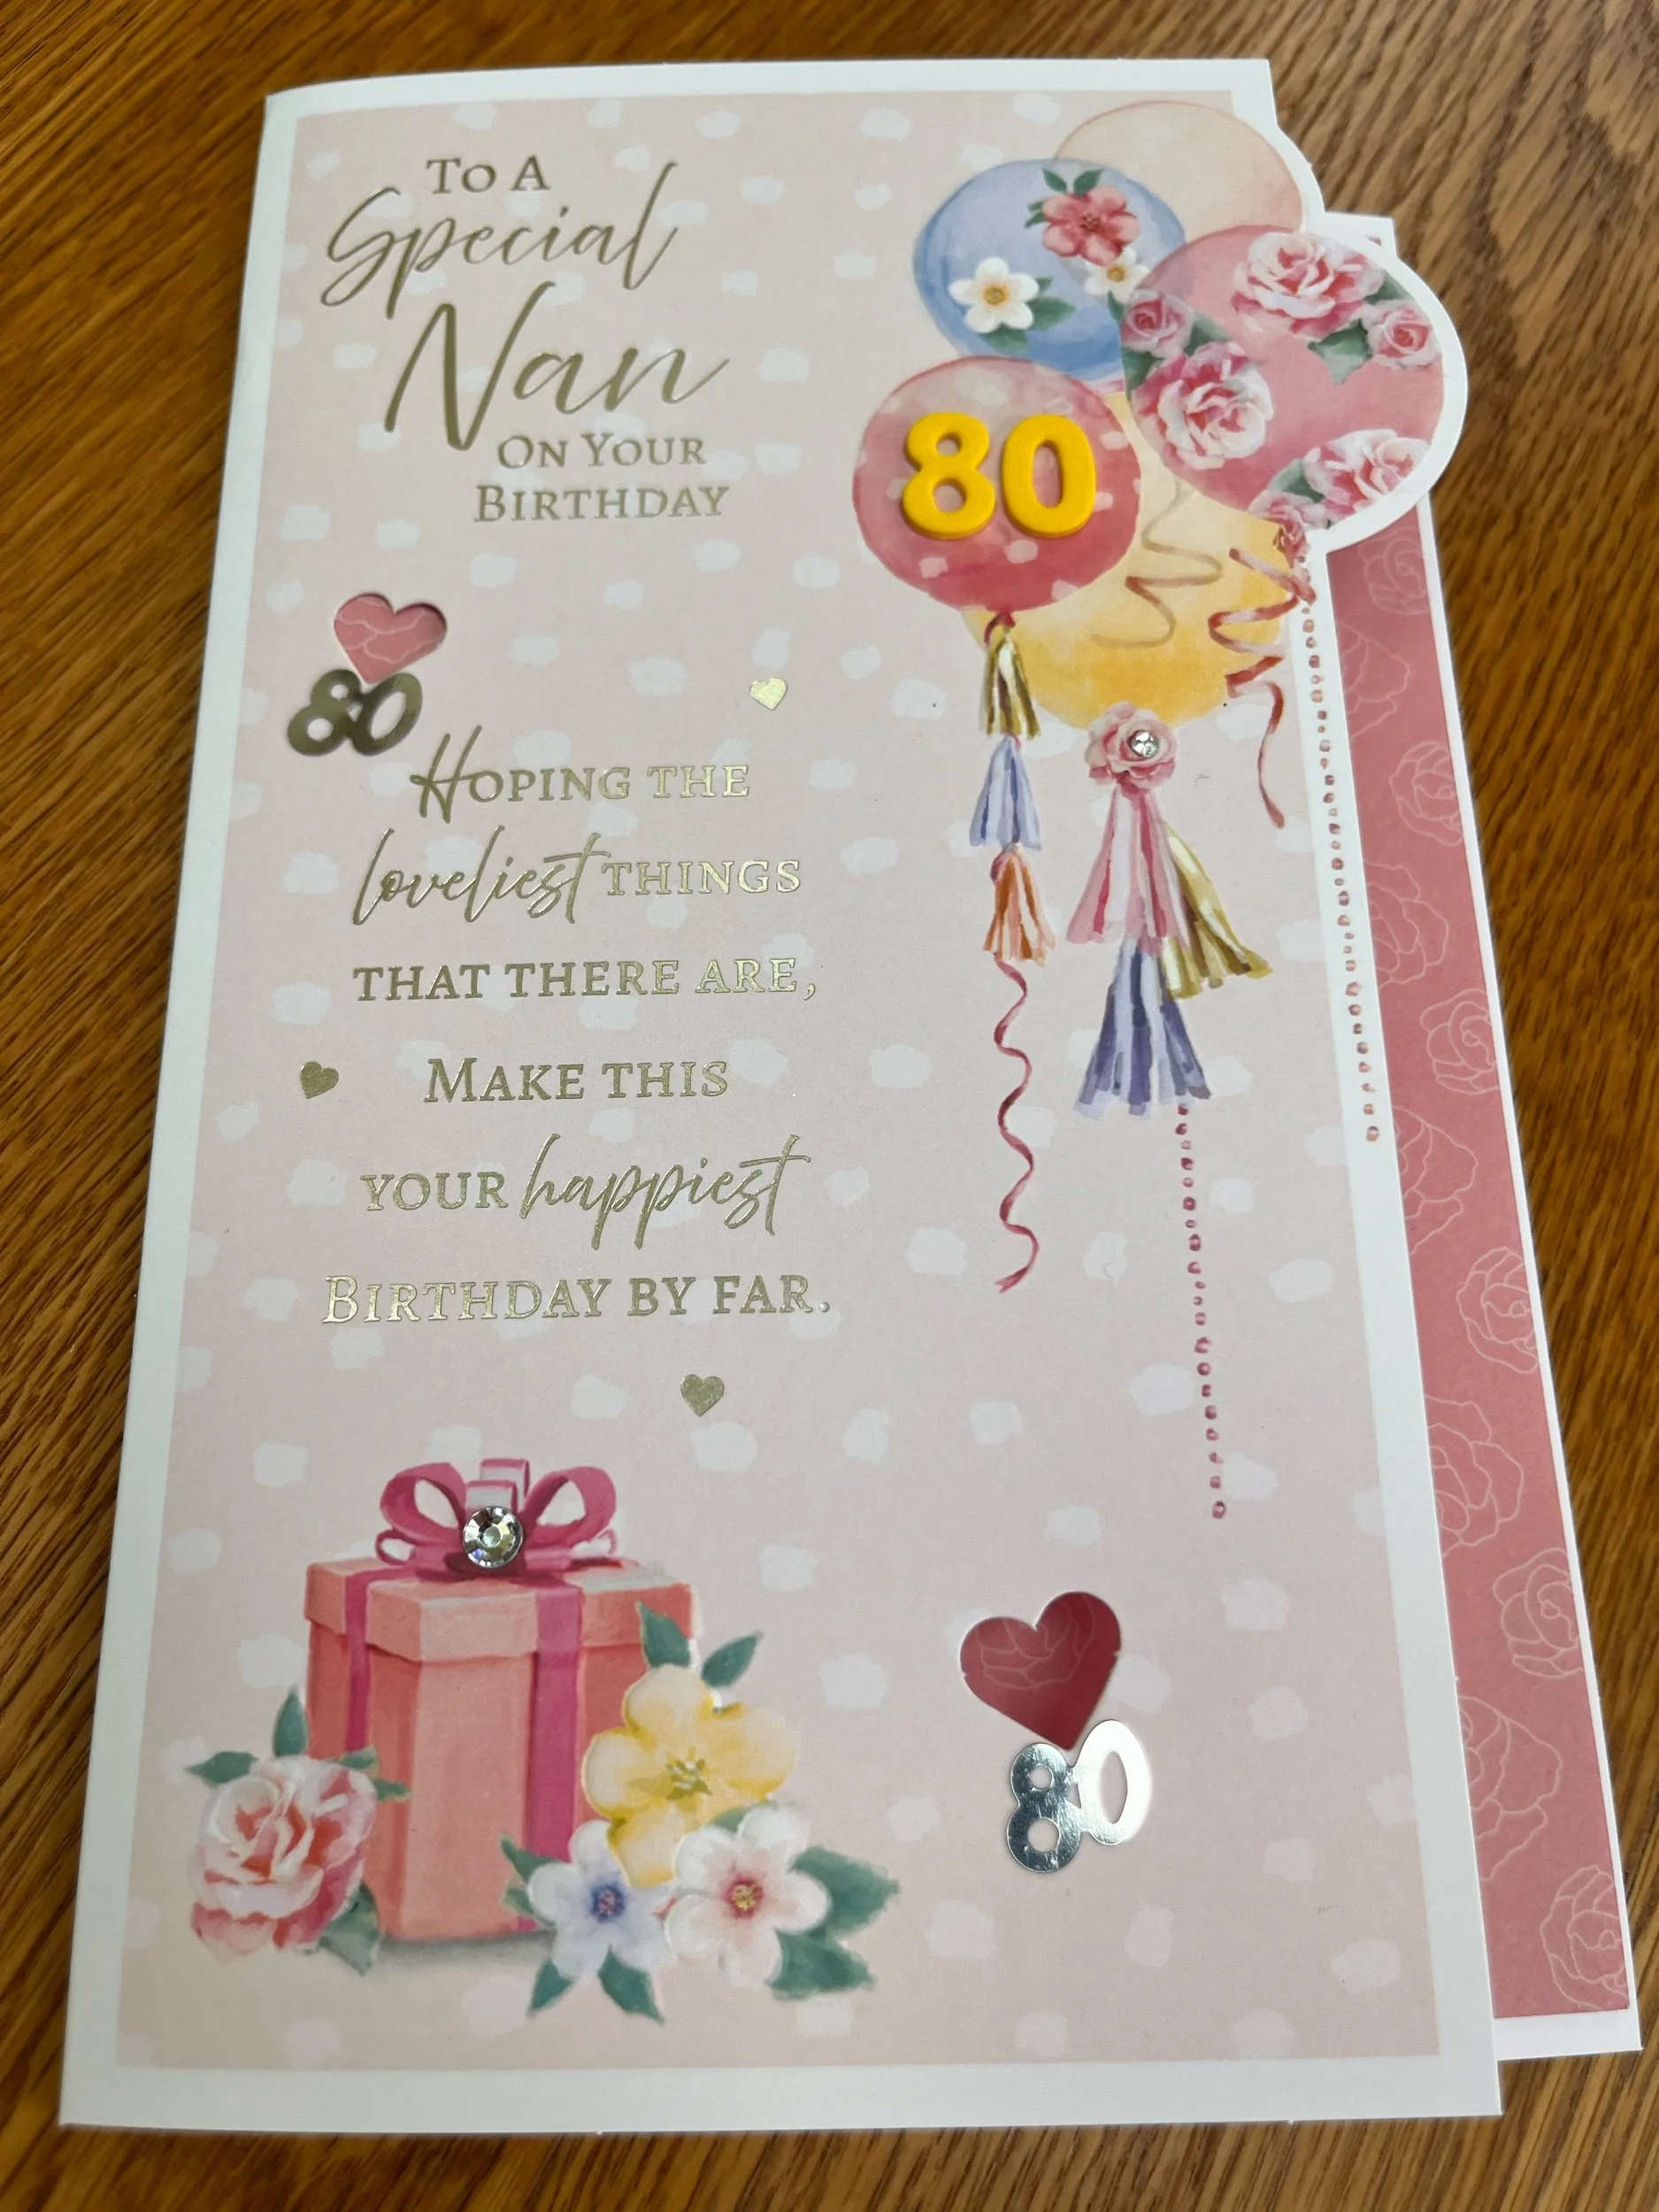 To A
Special
Nan
On Your
Birthday
80
80
Hoping the
loveliest things
that there are,
Make this
your happiest
Birthday by far.
80